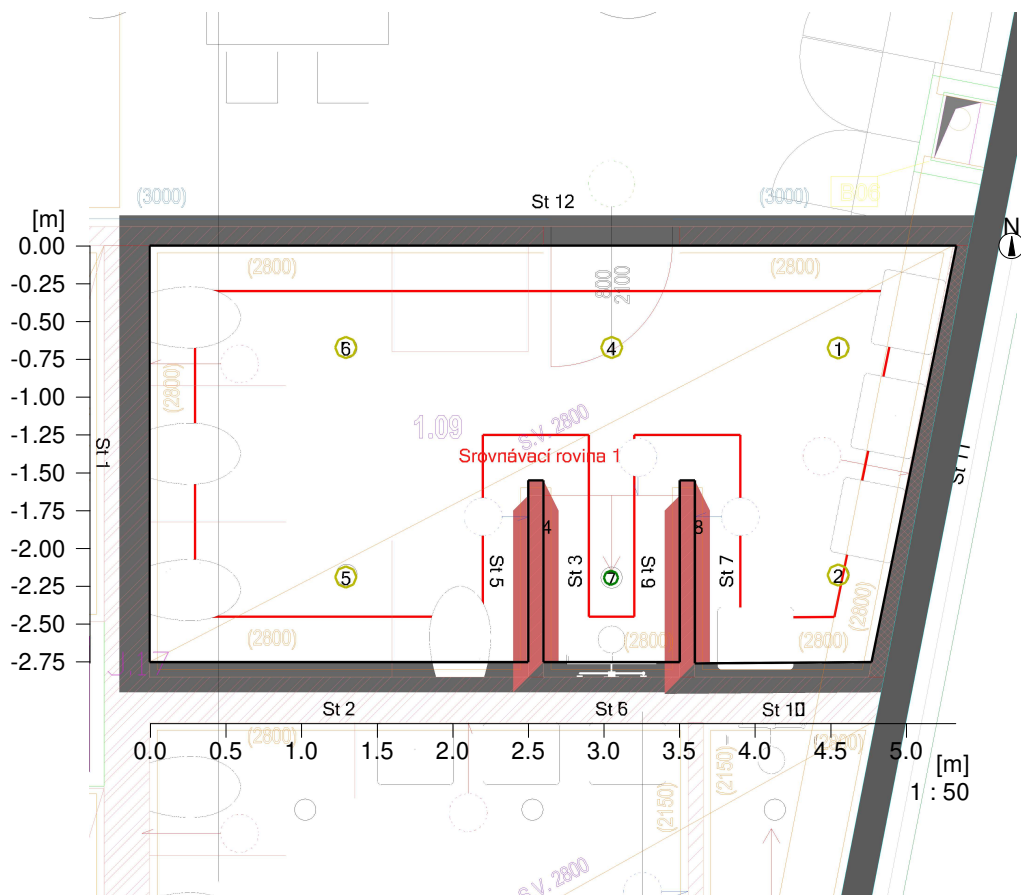 (3000)
St 12
(3000)
B06
N
[m]
0.00
-0.25
-0.50
-0.75
-1.00
-1.25
-1.50
-1.75
-2.00
-2.25
-2.50
-2.75
(2800)
(2800)
800
2100
6
4
1
(2800)
1.09
S.V. 2800
Srovnávací rovina 1
St 1
St 11
4
8
5
St 5
St 3
7
St 9
St 7
2
(2800)
(2800)
(2800)
(2800)
St 2
St 6
St 10
0.0 0.5 1.0 1.5 2.0 2.5 3.0 3.5 4.0 4.5 5.0
[m]
1 : 50
(2800)
(2800)
(2150)
(2150)
S.V. 2800